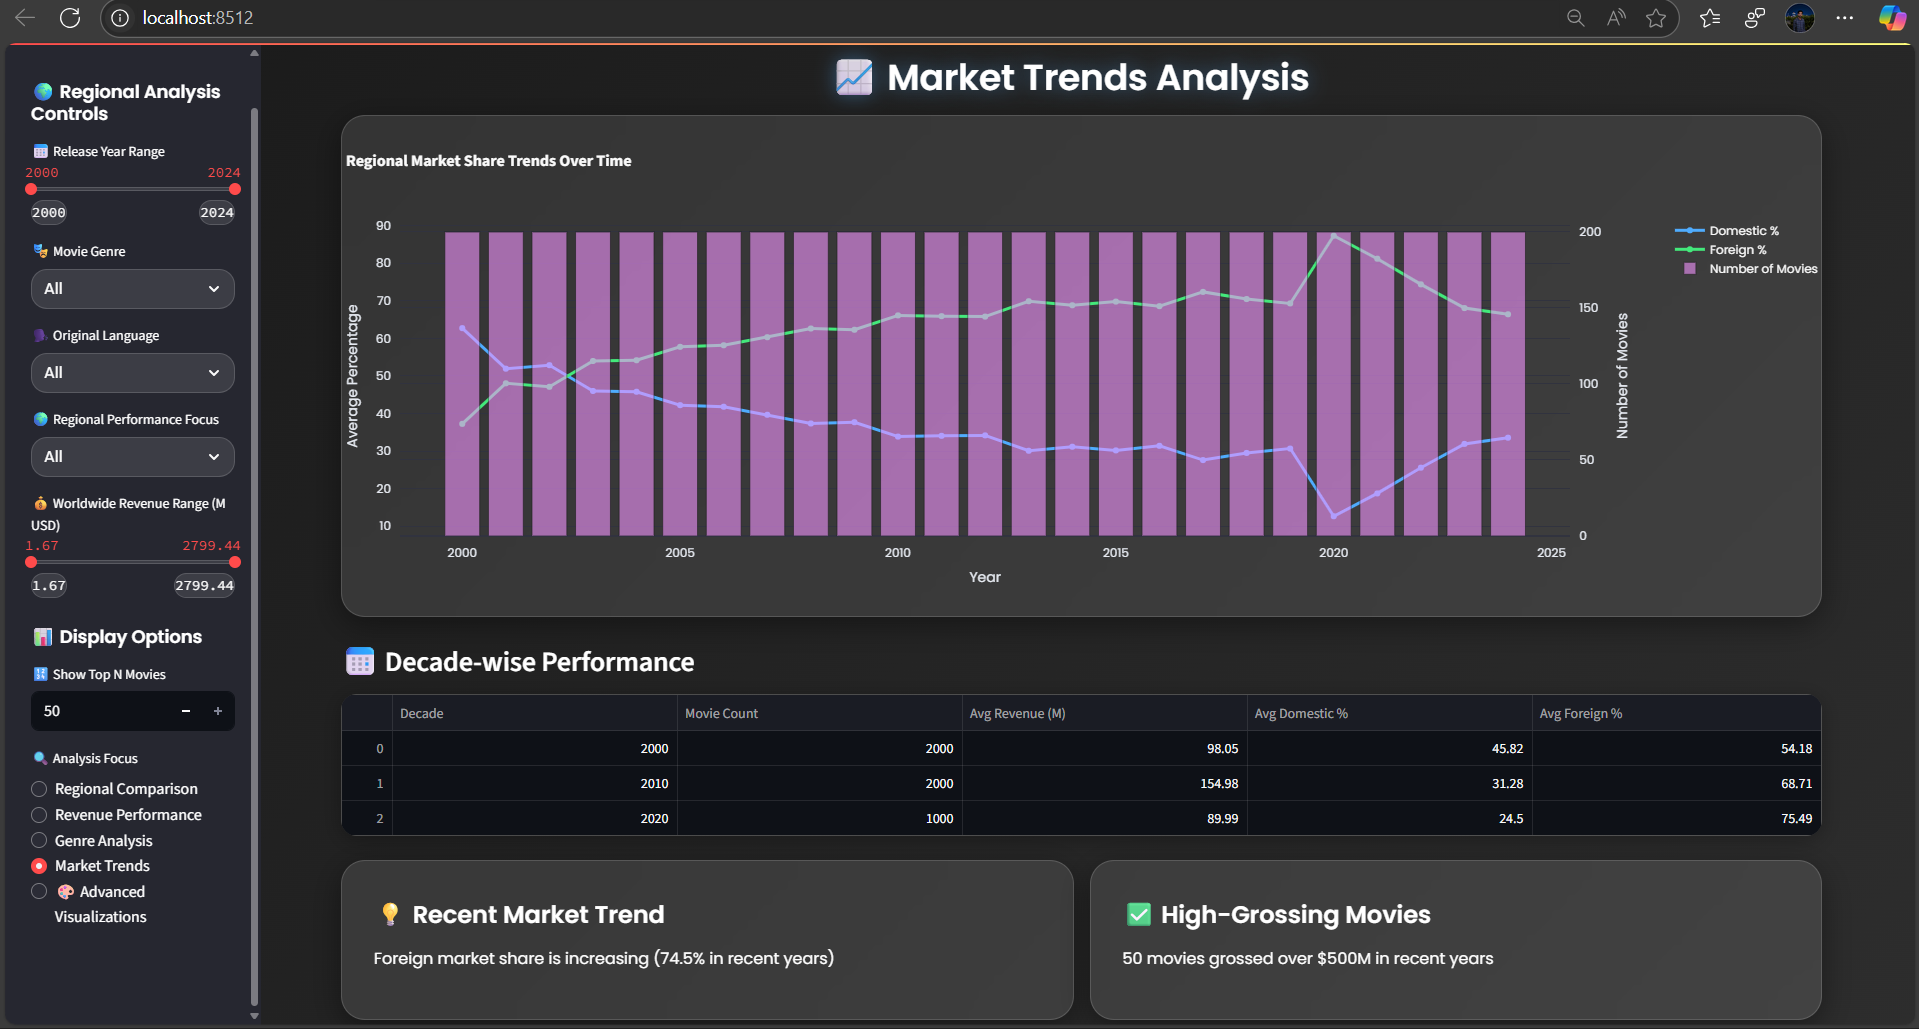 localhost:8512
Regional Analysis
Controls
Release Year Range
2000 2024
2000 2024
Movie Genre
All
Original Language
All
Regional Performance Focus
All
Worldwide Revenue Range (M
USD)
1.67 2799.44
1.67 2799.44
Display Options
Show Top N Movies
50 − +
Analysis Focus
Regional Comparison
Revenue Performance
Genre Analysis
Market Trends
Advanced
Visualizations
Market Trends Analysis
Regional Market Share Trends Over Time
90
80
70
60
50
40
30
20
10
Average Percentage
2000 2005 2010 2015 2020 2025
Year
200
150
100
50
0
Number of Movies
Domestic %
Foreign %
Number of Movies
Decade-wise Performance
Decade Movie Count Avg Revenue (M) Avg Domestic % Avg Foreign %
0 2000 2000 98.05 45.82 54.18
1 2010 2000 154.98 31.28 68.71
2 2020 1000 89.99 24.5 75.49
Recent Market Trend
Foreign market share is increasing (74.5% in recent years)
High-Grossing Movies
50 movies grossed over $500M in recent years